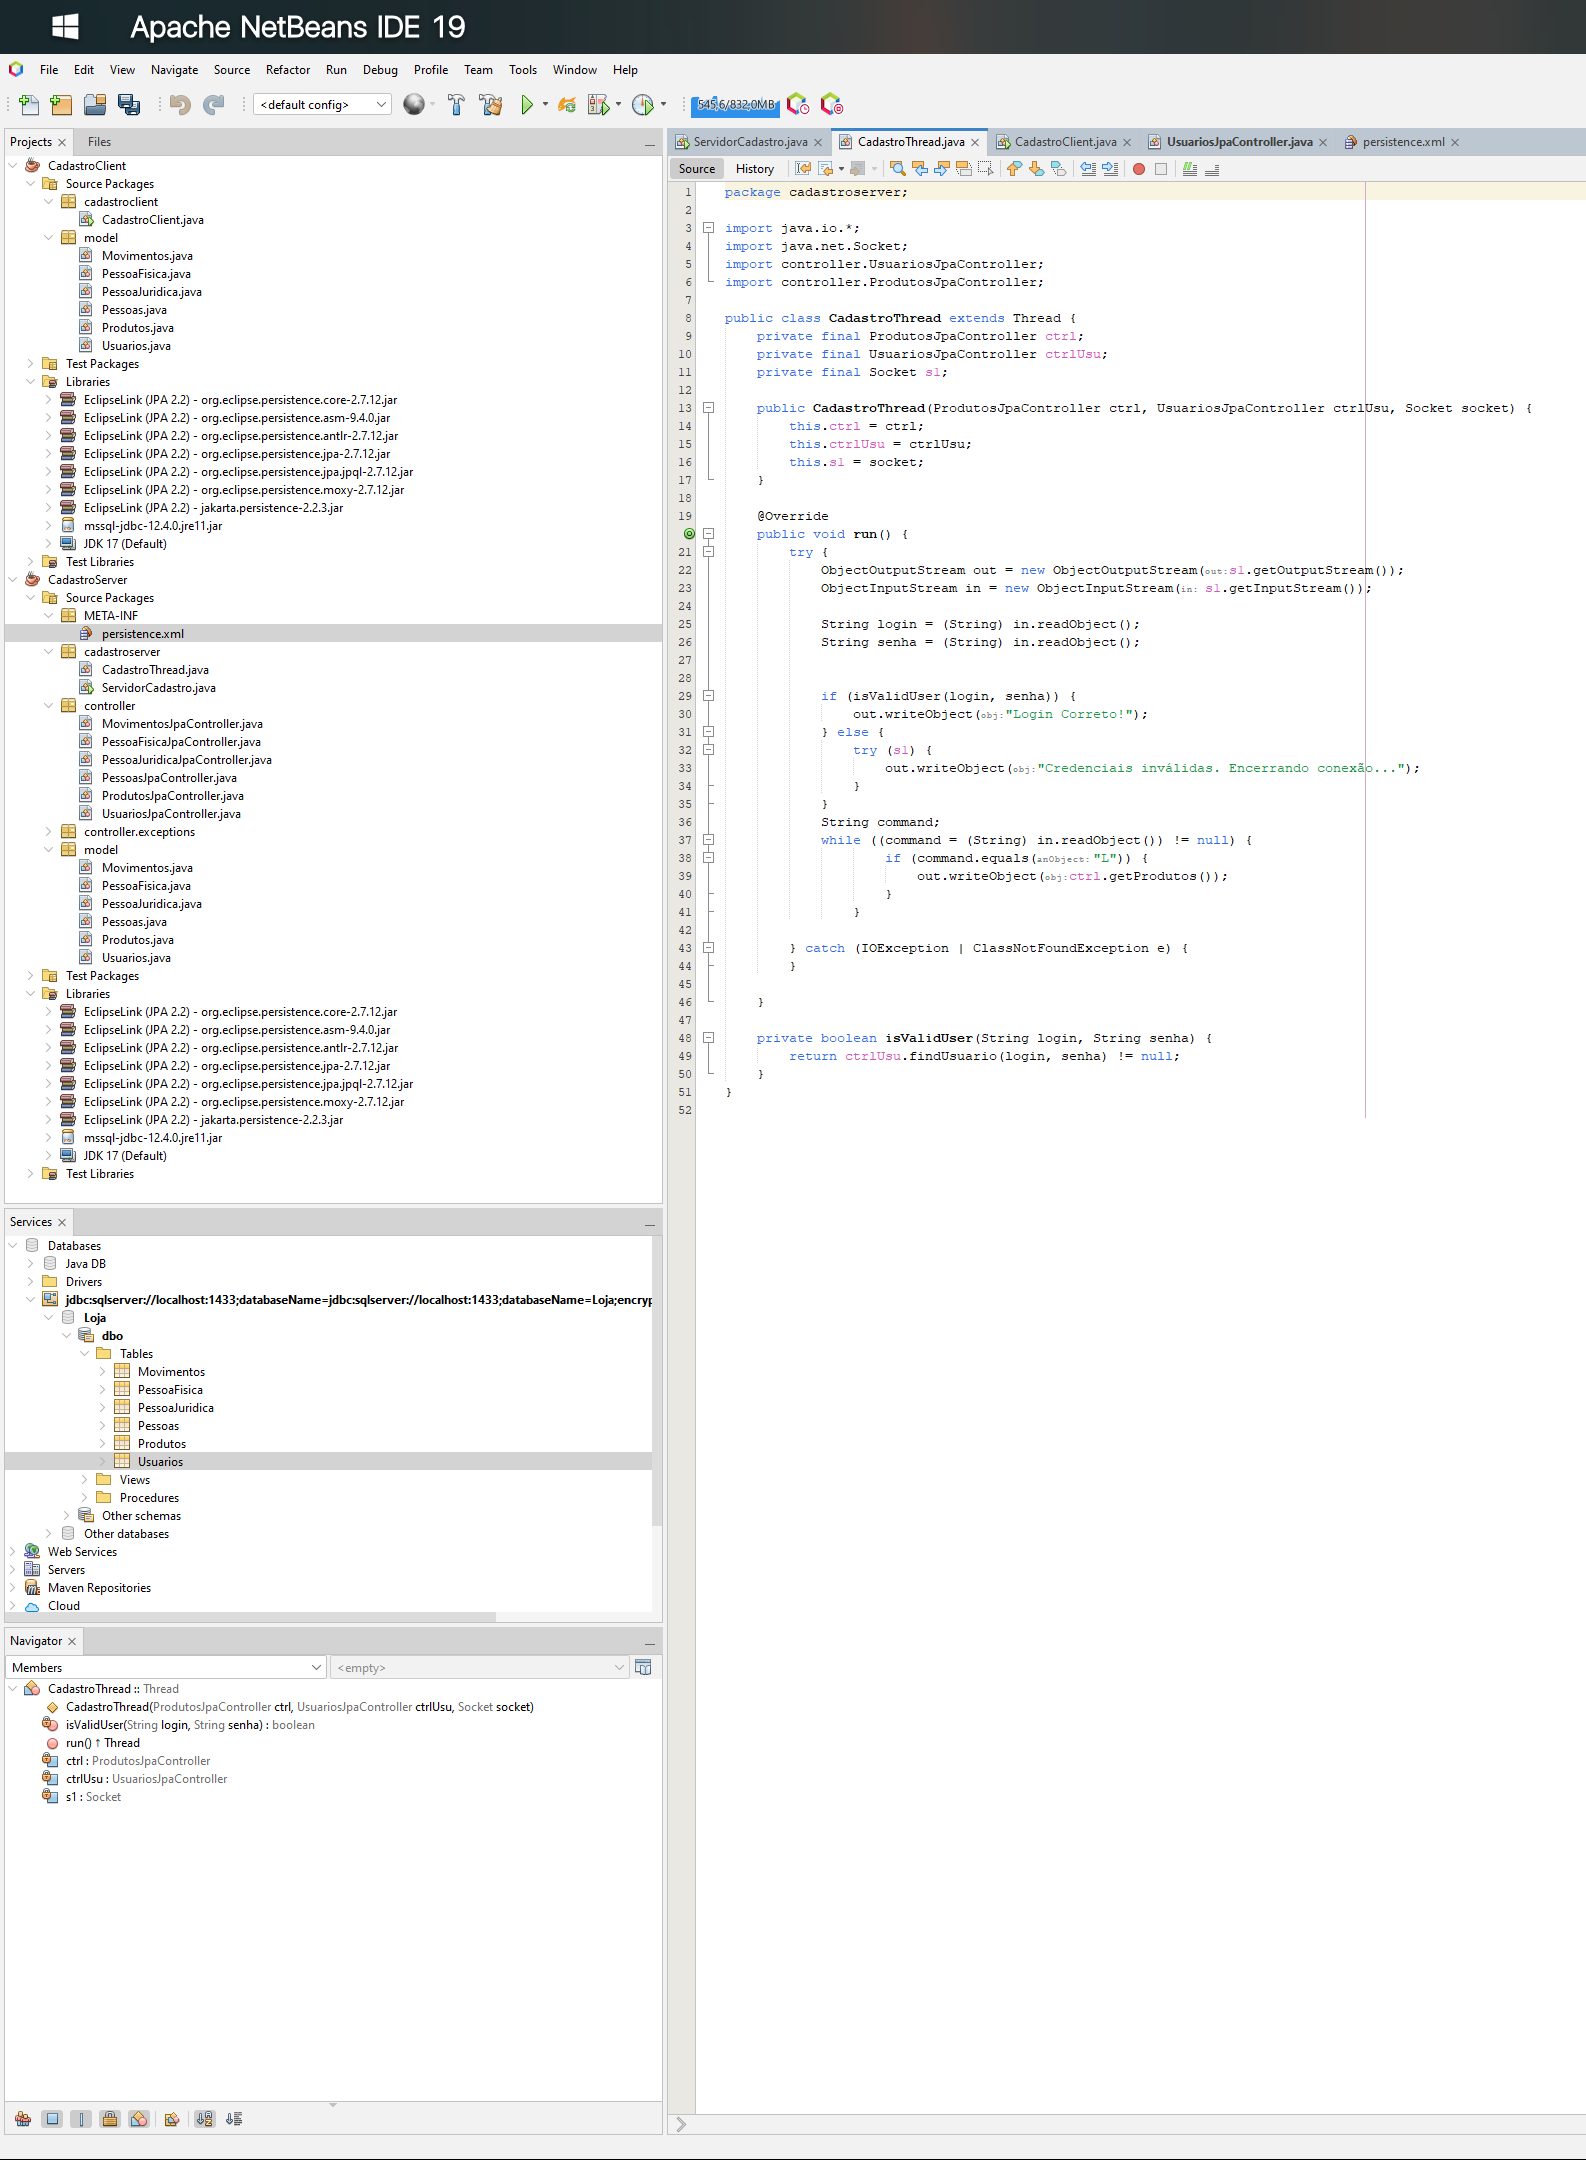 Apache NetBeans IDE 19
File Edit View Navigate Source Refactor Run Debug Profile Team Tools Window Help
<default config>
545,6/832,0MB
Projects Files
CadastroClient
Source Packages
cadastroclient
CadastroClient.java
model
Movimentos.java
PessoaFisica.java
PessoaJuridica.java
Pessoas.java
Produtos.java
Usuarios.java
Test Packages
Libraries
EclipseLink (JPA 2.2) - org.eclipse.persistence.core-2.7.12.jar
EclipseLink (JPA 2.2) - org.eclipse.persistence.asm-9.4.0.jar
EclipseLink (JPA 2.2) - org.eclipse.persistence.antlr-2.7.12.jar
EclipseLink (JPA 2.2) - org.eclipse.persistence.jpa-2.7.12.jar
EclipseLink (JPA 2.2) - org.eclipse.persistence.jpa.jpql-2.7.12.jar
EclipseLink (JPA 2.2) - org.eclipse.persistence.moxy-2.7.12.jar
EclipseLink (JPA 2.2) - jakarta.persistence-2.2.3.jar
mssql-jdbc-12.4.0.jre11.jar
JDK 17 (Default)
Test Libraries
CadastroServer
Source Packages
META-INF
persistence.xml
cadastroserver
CadastroThread.java
ServidorCadastro.java
controller
MovimentosJpaController.java
PessoaFisicaJpaController.java
PessoaJuridicaJpaController.java
PessoasJpaController.java
ProdutosJpaController.java
UsuariosJpaController.java
controller.exceptions
model
Movimentos.java
PessoaFisica.java
PessoaJuridica.java
Pessoas.java
Produtos.java
Usuarios.java
Test Packages
Libraries
EclipseLink (JPA 2.2) - org.eclipse.persistence.core-2.7.12.jar
EclipseLink (JPA 2.2) - org.eclipse.persistence.asm-9.4.0.jar
EclipseLink (JPA 2.2) - org.eclipse.persistence.antlr-2.7.12.jar
EclipseLink (JPA 2.2) - org.eclipse.persistence.jpa-2.7.12.jar
EclipseLink (JPA 2.2) - org.eclipse.persistence.jpa.jpql-2.7.12.jar
EclipseLink (JPA 2.2) - org.eclipse.persistence.moxy-2.7.12.jar
EclipseLink (JPA 2.2) - jakarta.persistence-2.2.3.jar
mssql-jdbc-12.4.0.jre11.jar
JDK 17 (Default)
Test Libraries
Services
Databases
Java DB
Drivers
jdbc:sqlserver://localhost:1433;databaseName=jdbc:sqlserver://localhost:1433;databaseName=Loja;encryp
Loja
dbo
Tables
Movimentos
PessoaFisica
PessoaJuridica
Pessoas
Produtos
Usuarios
Views
Procedures
Other schemas
Other databases
Web Services
Servers
Maven Repositories
Cloud
Navigator
Members <empty>
CadastroThread :: Thread
CadastroThread(ProdutosJpaController ctrl, UsuariosJpaController ctrlUsu, Socket socket)
isValidUser(String login, String senha) : boolean
run() ↑ Thread
ctrl : ProdutosJpaController
ctrlUsu : UsuariosJpaController
s1 : Socket
ServidorCadastro.java CadastroThread.java CadastroClient.java UsuariosJpaController.java persistence.xml
Source History
1 package cadastroserver;
2
3 import java.io.*;
4 import java.net.Socket;
5 import controller.UsuariosJpaController;
6 import controller.ProdutosJpaController;
7
8 public class CadastroThread extends Thread {
9 private final ProdutosJpaController ctrl;
10 private final UsuariosJpaController ctrlUsu;
11 private final Socket s1;
12
13 public CadastroThread(ProdutosJpaController ctrl, UsuariosJpaController ctrlUsu, Socket socket) {
14 this.ctrl = ctrl;
15 this.ctrlUsu = ctrlUsu;
16 this.s1 = socket;
17 }
18
19 @Override
public void run() {
21 try {
22 ObjectOutputStream out = new ObjectOutputStream(out:s1.getOutputStream());
23 ObjectInputStream in = new ObjectInputStream(in: s1.getInputStream());
24
25 String login = (String) in.readObject();
26 String senha = (String) in.readObject();
27
28
29 if (isValidUser(login, senha)) {
30 out.writeObject(obj:"Login Correto!");
31 } else {
32 try (s1) {
33 out.writeObject(obj:"Credenciais inválidas. Encerrando conexão...");
34 }
35 }
36 String command;
37 while ((command = (String) in.readObject()) != null) {
38 if (command.equals(anObject: "L")) {
39 out.writeObject(obj:ctrl.getProdutos());
40 }
41 }
42
43 } catch (IOException | ClassNotFoundException e) {
44 }
45
46 }
47
48 private boolean isValidUser(String login, String senha) {
49 return ctrlUsu.findUsuario(login, senha) != null;
50 }
51 }
52